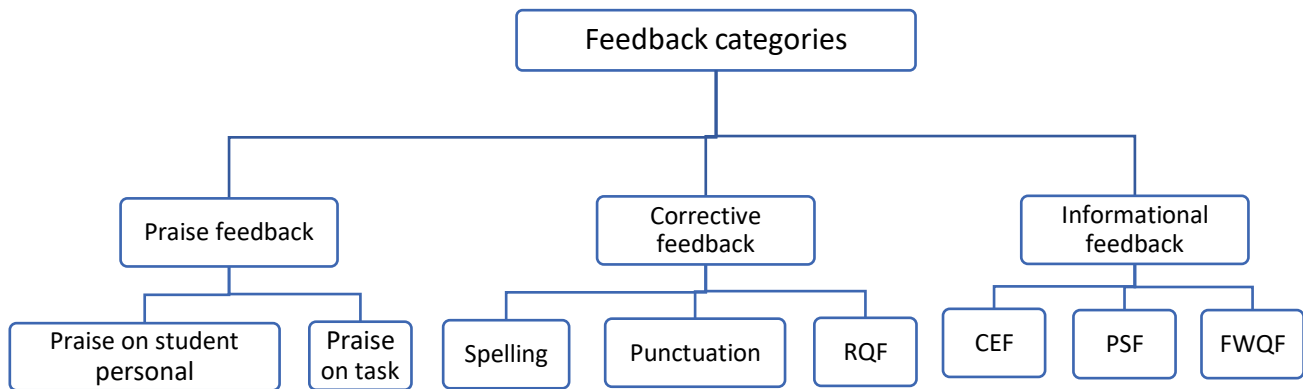 Feedback categories
Praise feedback
Corrective
feedback
Informational
feedback
Praise on student
personal
Praise
on task
Spelling
Punctuation
RQF
CEF
PSF
FWQF